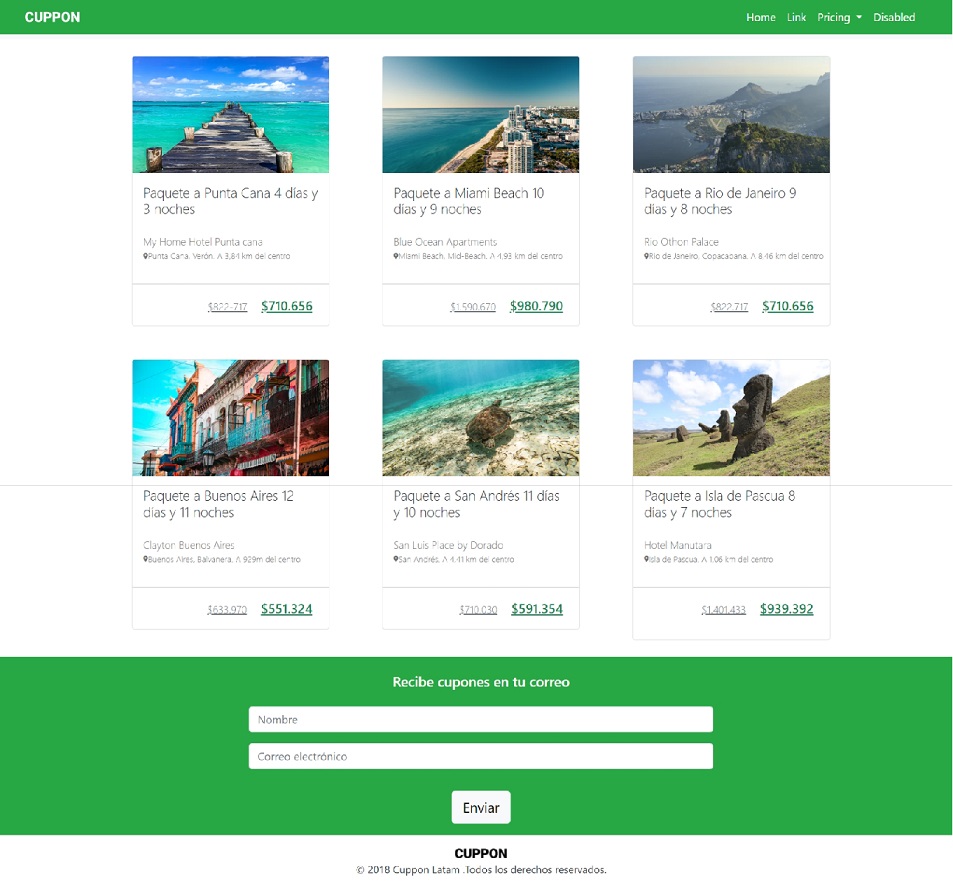 CUPPON
Home Link Pricing Disabled
Paquete a Punta Cana 4 días y
3 noches
My Home Hotel Punta cana
Punta Cana, Verón. A 3,84 km del centro
$822.717 $710.656
Paquete a Miami Beach 10
días y 9 noches
Blue Ocean Apartments
Miami Beach, Mid-Beach. A 4.93 km del centro
$1.590.670 $980.790
Paquete a Rio de Janeiro 9
días y 8 noches
Rio Othon Palace
Rio de Janeiro, Copacabana. A 8.46 km del centro
$822.717 $710.656
Paquete a Buenos Aires 12
días y 11 noches
Clayton Buenos Aires
Buenos Aires, Balvanera. A 929m del centro
$633.970 $551.324
Paquete a San Andrés 11 días
y 10 noches
San Luis Place by Dorado
San Andrés. A 4.41 km del centro
$710.030 $591.354
Paquete a Isla de Pascua 8
días y 7 noches
Hotel Manutara
Isla de Pascua. A 1.06 km del centro
$1.401.433 $939.392
Recibe cupones en tu correo
Nombre
Correo electrónico
Enviar
CUPPON
© 2018 Cuppon Latam .Todos los derechos reservados.